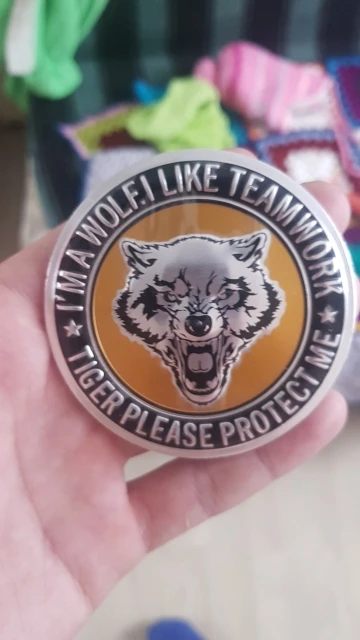 I'M A WOLF.I LIKE TEAMWORK
TIGER PLEASE PROTECT ME